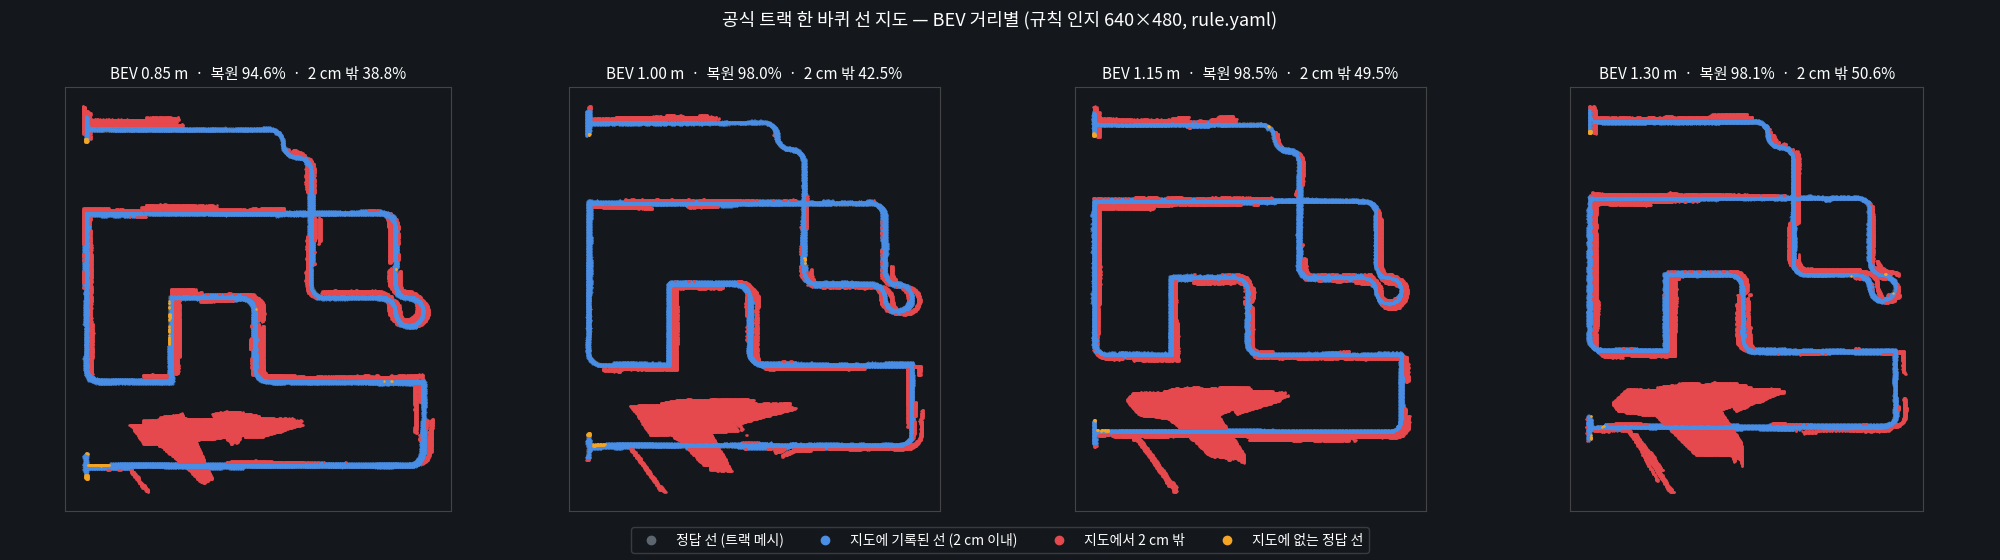 공식 트랙 한 바퀴 선 지도 — BEV 거리별 (규칙 인지 640×480, rule.yaml)
BEV 0.85 m · 복원 94.6% · 2 cm 밖 38.8%
BEV 1.00 m · 복원 98.0% · 2 cm 밖 42.5%
BEV 1.15 m · 복원 98.5% · 2 cm 밖 49.5%
BEV 1.30 m · 복원 98.1% · 2 cm 밖 50.6%
정답 선 (트랙 메시)
지도에 기록된 선 (2 cm 이내)
지도에서 2 cm 밖
지도에 없는 정답 선